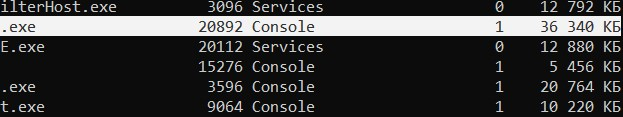 ilterHost.exe 3096 Services 0 12 792 КБ
.exe 20892 Console 1 36 340 КБ
E.exe 20112 Services 0 12 880 КБ
15276 Console 1 5 456 КБ
.exe 3596 Console 1 20 764 КБ
t.exe 9064 Console 1 10 220 КБ